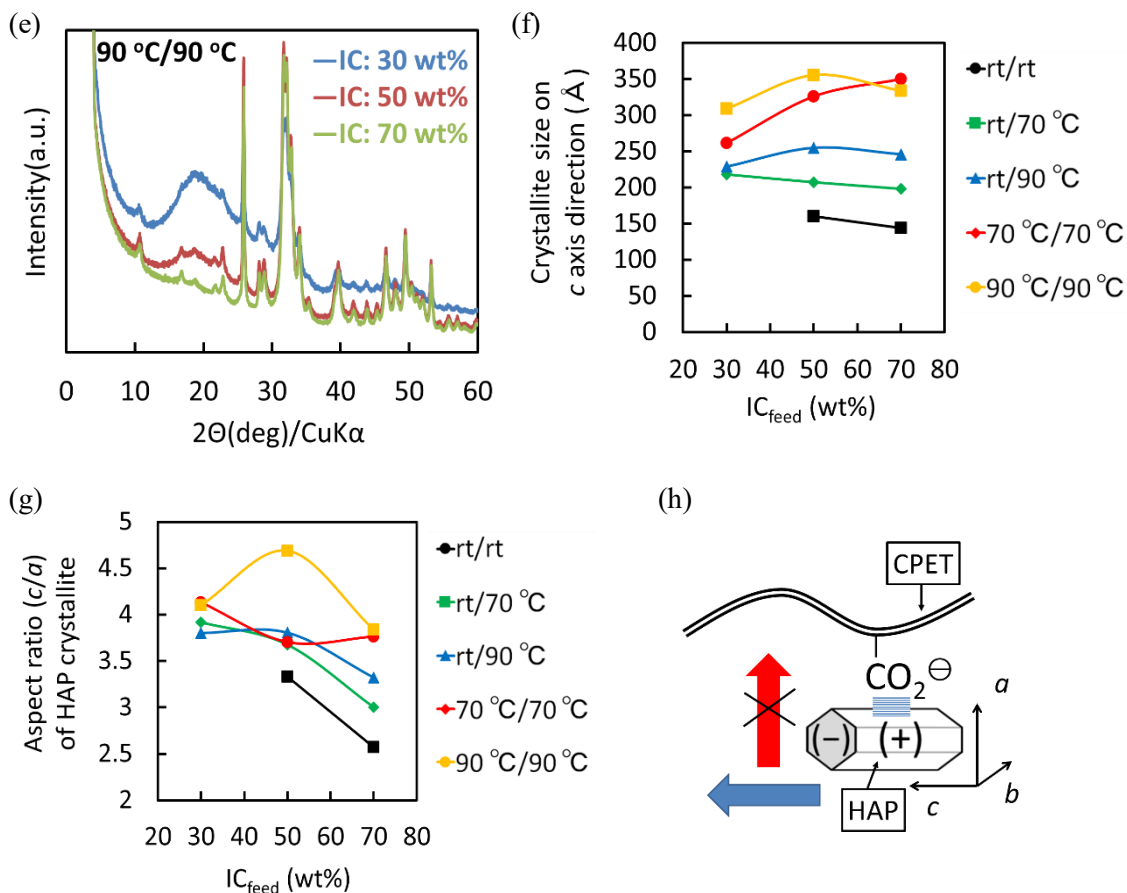 (e)
90 °C/90 °C
IC: 30 wt%
IC: 50 wt%
IC: 70 wt%
Intensity(a.u.)
0 10 20 30 40 50 60
2Θ(deg)/CuKα
(f)
400
350
300
250
200
150
100
50
0
Crystallite size on
c axis direction (Å)
20 30 40 50 60 70 80
IC feed (wt%)
rt/rt
rt/70 °C
rt/90 °C
70 °C/70 °C
90 °C/90 °C
(g)
5
4.5
4
3.5
3
2.5
2
Aspect ratio (c/a)
of HAP crystallite
20 30 40 50 60 70 80
IC feed (wt%)
rt/rt
rt/70 °C
rt/90 °C
70 °C/70 °C
90 °C/90 °C
(h)
CPET
CO2 ⊖
(−) (+)
HAP
a
b
c